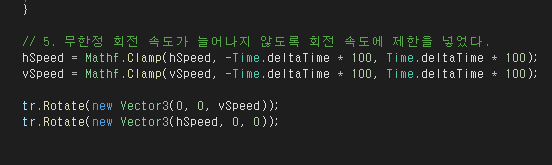 }
// 5. 무한정 회전 속도가 늘어나지 않도록 회전 속도에 제한을 넣었다.
hSpeed = Mathf.Clamp(hSpeed, -Time.deltaTime * 100, Time.deltaTime * 100);
vSpeed = Mathf.Clamp(vSpeed, -Time.deltaTime * 100, Time.deltaTime * 100);
tr.Rotate(new Vector3(0, 0, vSpeed));
tr.Rotate(new Vector3(hSpeed, 0, 0));